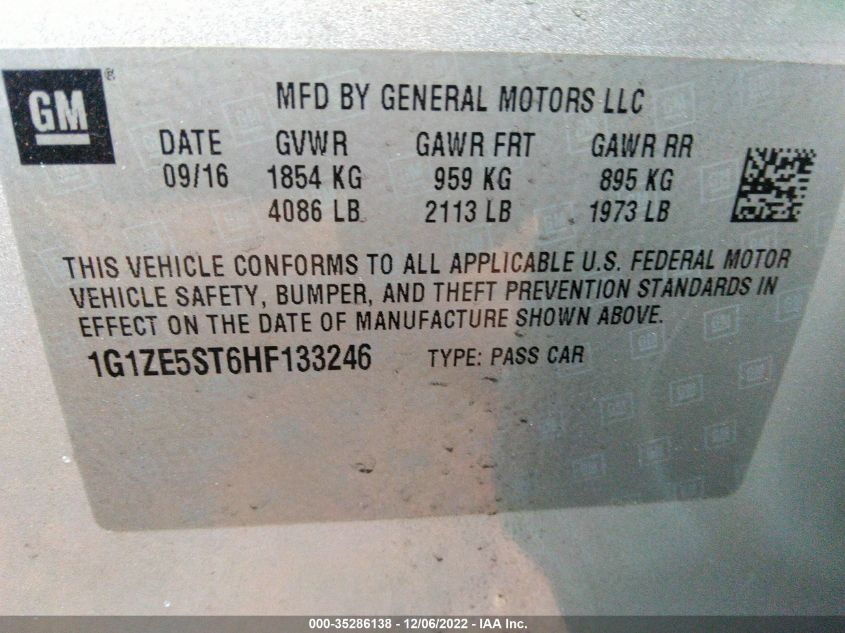 GM ®
MFD BY GENERAL MOTORS LLC
DATE GVWR GAWR FRT GAWR RR
09/16 1854 KG 959 KG 895 KG
4086 LB 2113 LB 1973 LB
THIS VEHICLE CONFORMS TO ALL APPLICABLE U.S. FEDERAL MOTOR
VEHICLE SAFETY, BUMPER, AND THEFT PREVENTION STANDARDS IN
EFFECT ON THE DATE OF MANUFACTURE SHOWN ABOVE.
1G1ZE5ST6HF133246 TYPE: PASS CAR
000-35286138 - 12/06/2022 - IAA Inc.